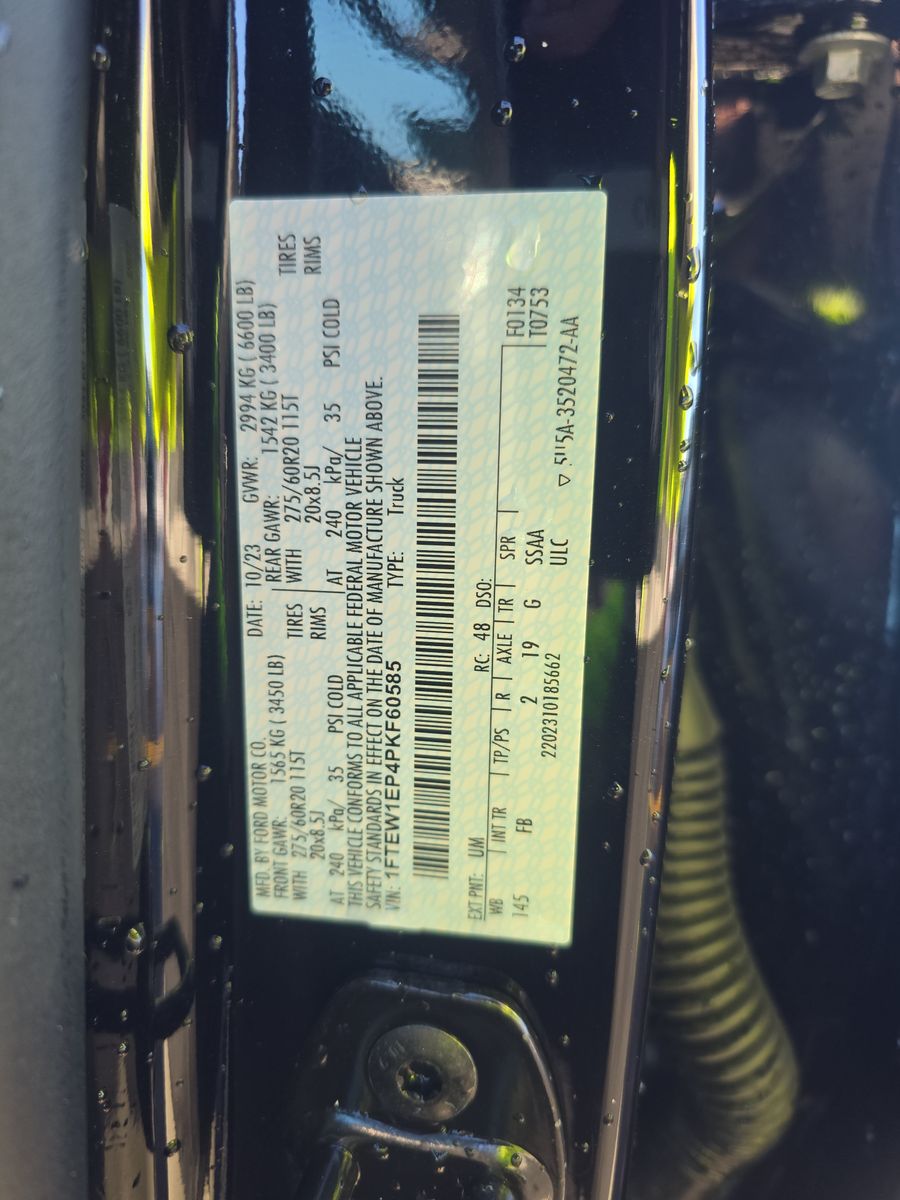 MFD. BY FORD MOTOR CO. DATE: 10/23 GVWR: 2994 KG ( 6600 LB)
FRONT GAWR: 1565 KG ( 3450 LB) REAR GAWR: 1542 KG ( 3400 LB)
WITH 275/60R20 115T TIRES WITH 275/60R20 115T TIRES
20x8.5J RIMS 20x8.5J RIMS
AT 240 kPa/ 35 PSI COLD AT 240 kPa/ 35 PSI COLD
THIS VEHICLE CONFORMS TO ALL APPLICABLE FEDERAL MOTOR VEHICLE
SAFETY STANDARDS IN EFFECT ON THE DATE OF MANUFACTURE SHOWN ABOVE.
VIN: 1FTEW1EP4PKF60585 TYPE: Truck
EXT PNT: UM RC: 48 DSO: F0134
WB INT TR TP/PS R AXLE TR SPR T0753
145 FB 2 19 G SSAA
2202310185662 ULC
3520472-AA